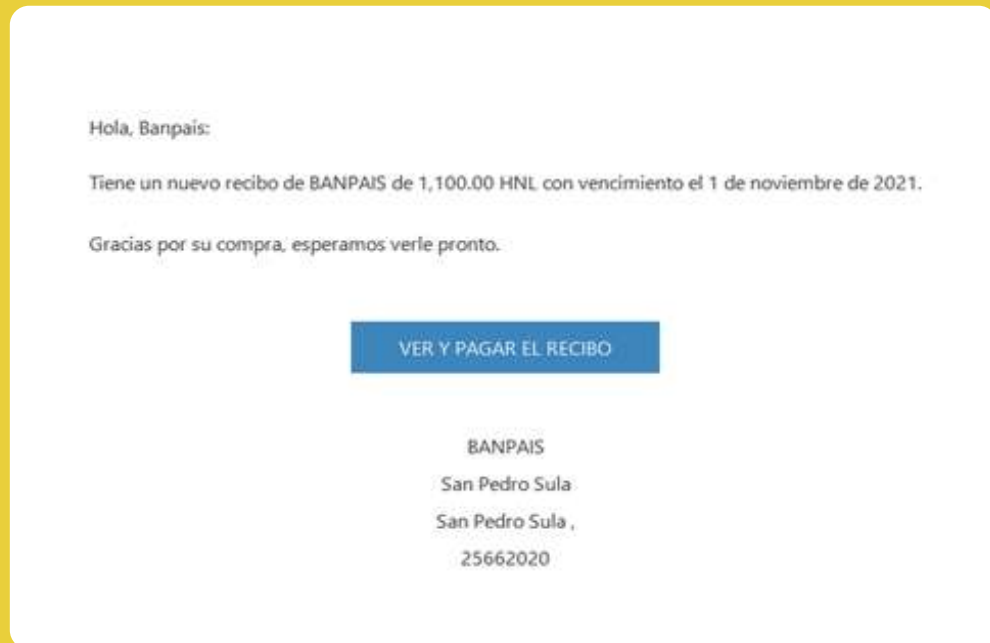 Hola, Banpais:
Tiene un nuevo recibo de BANPAIS de 1,100.00 HNL con vencimiento el 1 de noviembre de 2021.
Gracias por su compra, esperamos verle pronto.
VER Y PAGAR EL RECIBO
BANPAIS
San Pedro Sula
San Pedro Sula ,
25662020